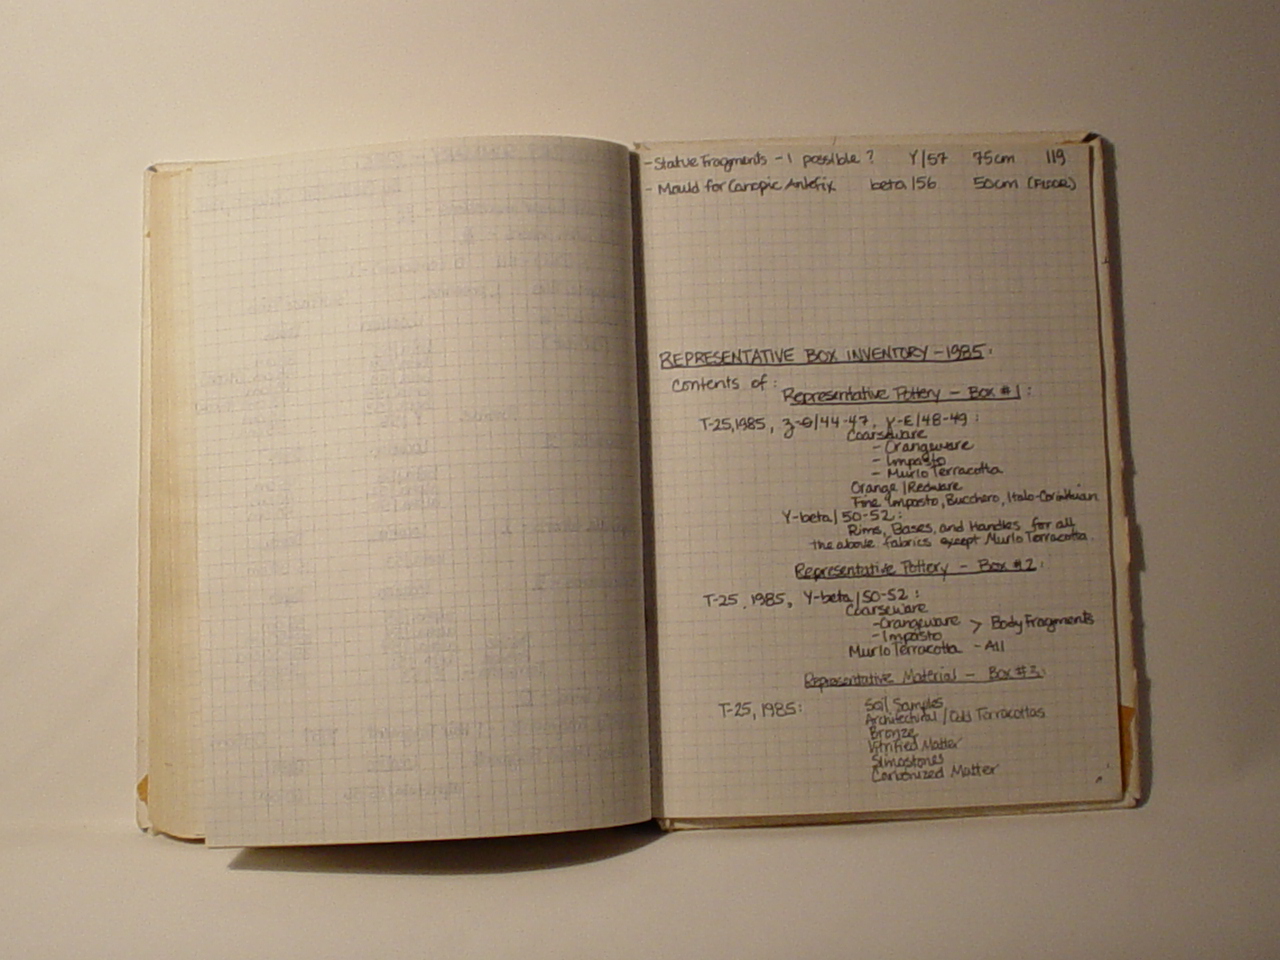 - Statue Fragments - 1 possible? Y/57 75cm 119
- Mould for Canopic Antefix beta/56 50cm (FLOOR)
REPRESENTATIVE BOX INVENTORY - 1985:
Contents of:
Representative Pottery - Box #1:
T-25, 1985, z-θ/44-47, γ-ε/48-49:
Coarseware
- Orangeware
- Impasto
- Murlo Terracotta
Orange/Redware
Fine Imposto, Bucchero, Italo-Corinthian
Y-beta/50-52:
Rims, Bases, and Handles for all
the above fabrics except Murlo Terracotta.
Representative Pottery - Box #2:
T-25, 1985, Y-beta/50-52:
Coarseware
- Orangeware > Body Fragments
- Impasto
Murlo Terracotta - All
Representative Material - Box #3:
T-25, 1985: Soil Samples
Architectural/Odd Terracottas
Bronze
Vitrified Matter
Carbonized Matter